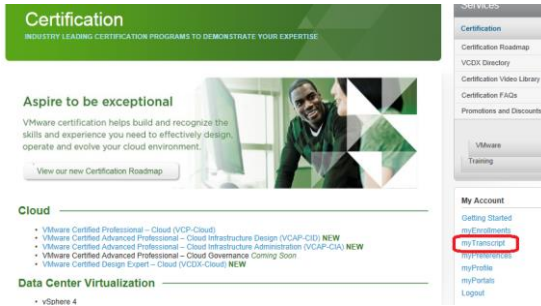 Certification
INDUSTRY LEADING CERTIFICATION PROGRAMS TO DEMONSTRATE YOUR EXPERTISE
Aspire to be exceptional
VMware certification helps build and recognize the
skills and experience you need to effectively design,
operate and evolve your cloud environment.
View our new Certification Roadmap
Cloud
• VMware Certified Professional – Cloud (VCP-Cloud)
• VMware Certified Advanced Professional – Cloud Infrastructure Design (VCAP-CID) NEW
• VMware Certified Advanced Professional – Cloud Infrastructure Administration (VCAP-CIA) NEW
• VMware Certified Advanced Professional – Cloud Governance Coming Soon
• VMware Certified Design Expert – Cloud (VCDX-Cloud) NEW
Data Center Virtualization
• vSphere 4
Services
Certification
Certification Roadmap
VCDX Directory
Certification Video Library
Certification FAQs
Promotions and Discounts
VMware
Training
My Account
Getting Started
myEnrollments
myTranscript
myPreferences
myProfile
myPortals
Logout